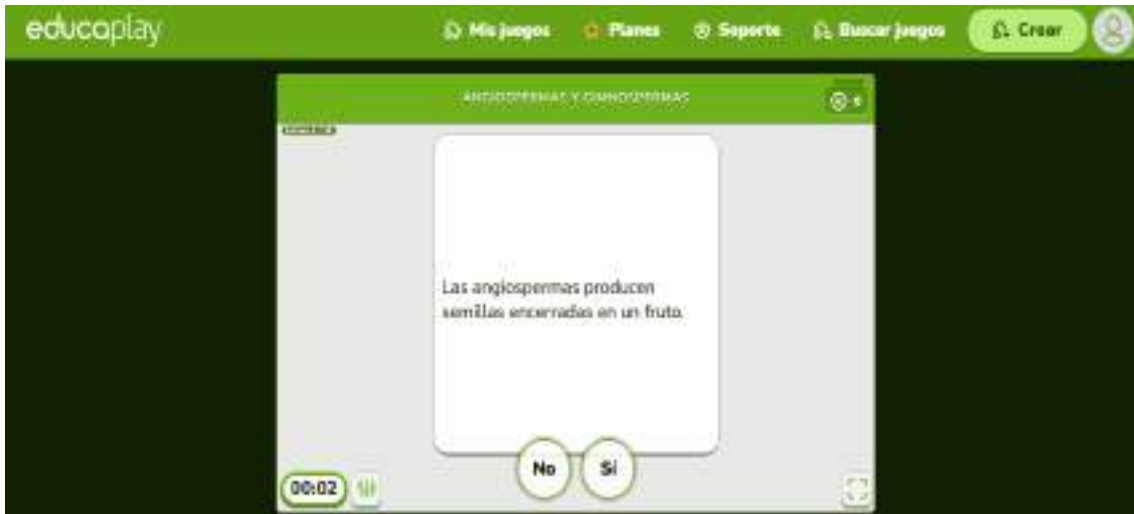 educaplay
Mis juegos
Planes
Soporte
Buscar juegos
Crear
ANGIOSPERMAS Y GIMNOSPERMAS
Las angiospermas producen
semillas encerradas en un fruto.
No
Sí
00:02